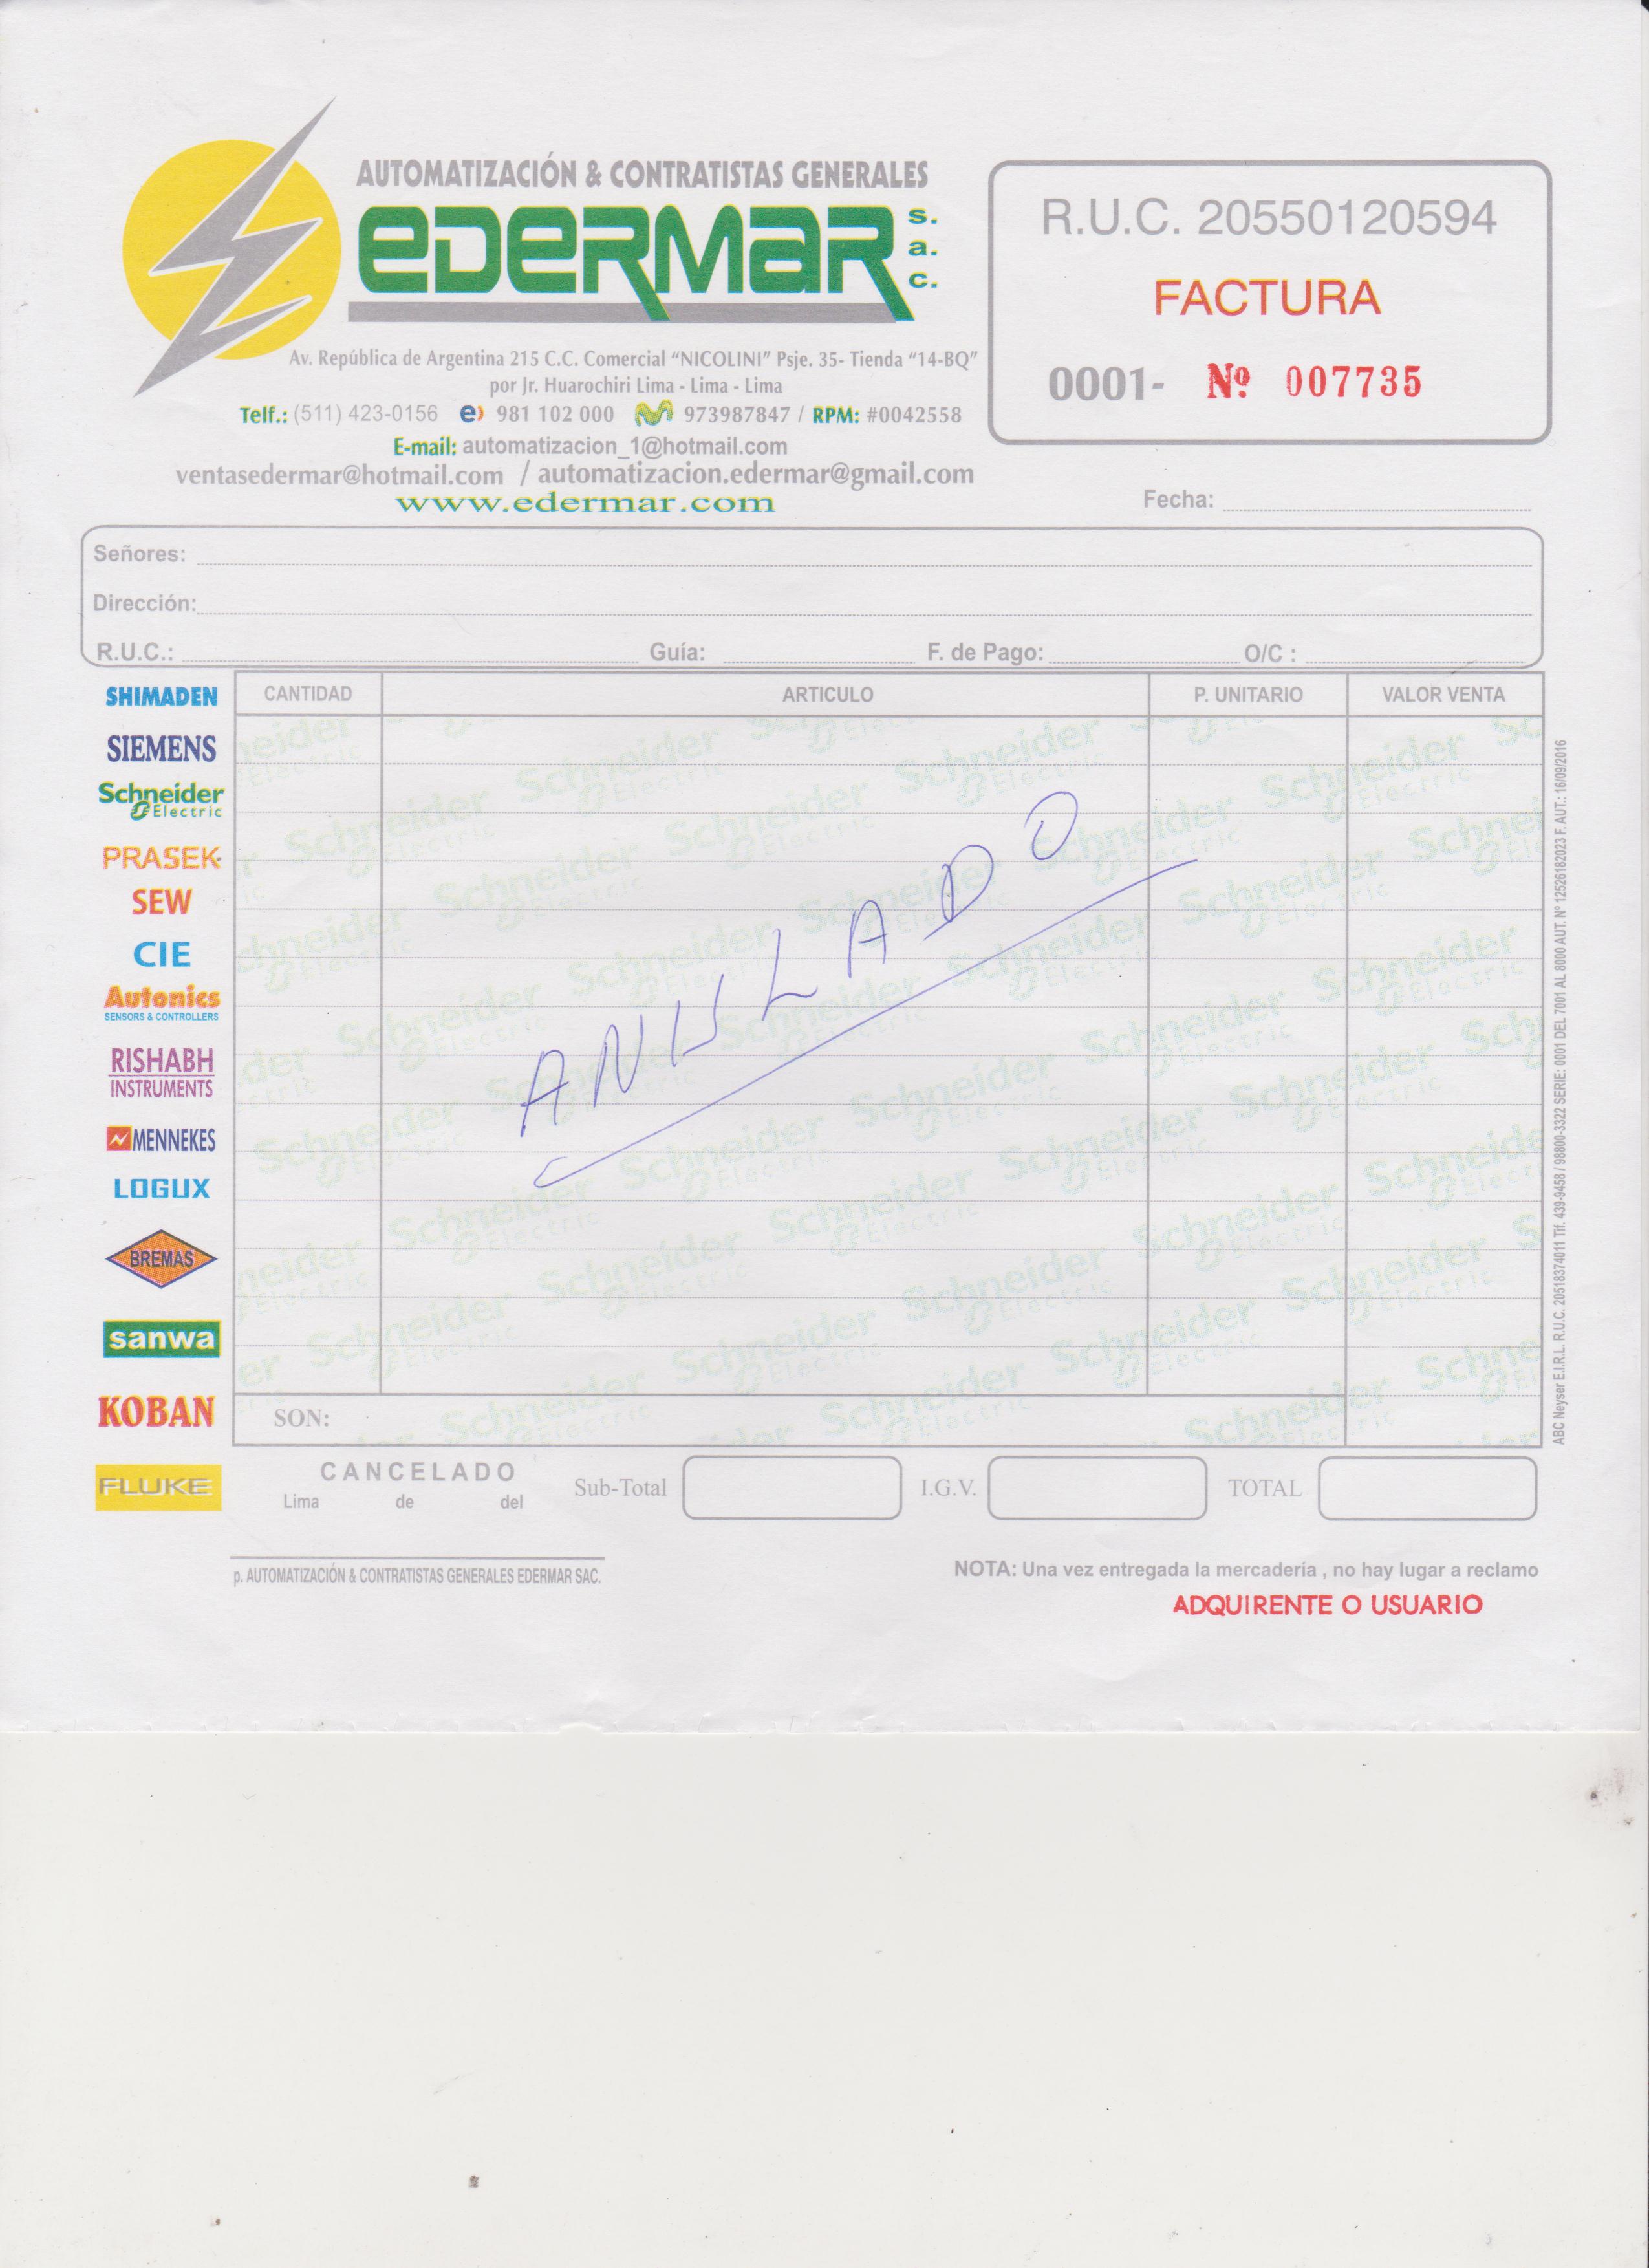 AUTOMATIZACIÓN & CONTRATISTAS GENERALES
EDERMAR s.a.c.
Av. República de Argentina 215 C.C. Comercial “NICOLINI” Psje. 35- Tienda “14-BQ”
por Jr. Huarochiri Lima - Lima - Lima
Telf.: (511) 423-0156 e) 981 102 000 973987847 / RPM: #0042558
E-mail: automatizacion_1@hotmail.com
ventasedermar@hotmail.com / automatizacion.edermar@gmail.com
www.edermar.com
R.U.C. 20550120594
FACTURA
0001- Nº 007735
Fecha:
Señores:
Dirección:
R.U.C.: Guía: F. de Pago: O/C :
CANTIDAD ARTICULO P. UNITARIO VALOR VENTA
SHIMADEN
SIEMENS
Schneider
Electric
PRASEK
SEW
CIE
Autonics
SENSORS & CONTROLLERS
RISHABH
INSTRUMENTS
MENNEKES
LOGUX
BREMAS
sanwa
KOBAN
FLUKE
ANULADO
SON:
CANCELADO
Lima de del
Sub-Total I.G.V. TOTAL
p. AUTOMATIZACIÓN & CONTRATISTAS GENERALES EDERMAR SAC.
NOTA: Una vez entregada la mercadería , no hay lugar a reclamo
ADQUIRENTE O USUARIO
ABC Neyser E.I.R.L. R.U.C. 20518374011 Tlf. 439-9458 / 98800-3322 SERIE: 0001 DEL 7001 AL 8000 AUT. Nº 12526182023 F. AUT.: 16/09/2016